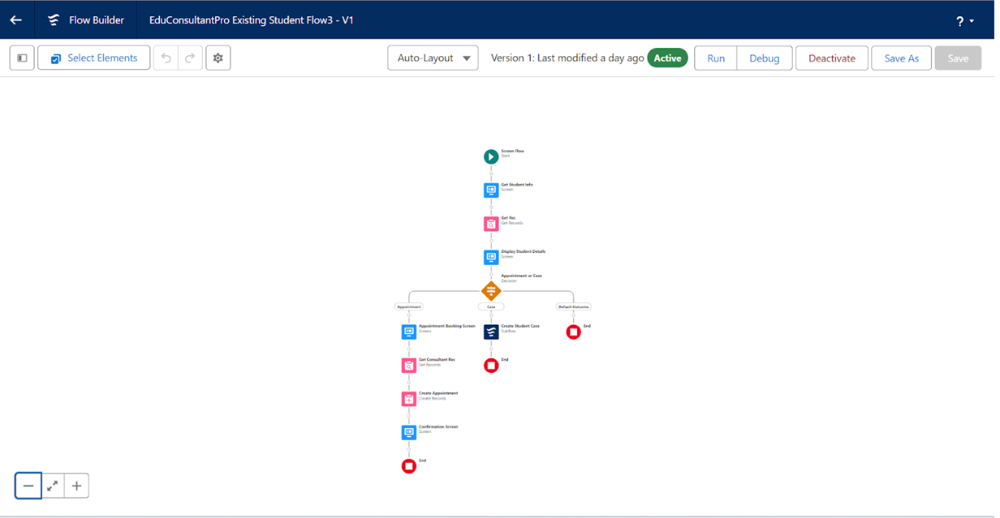 Flow Builder
EduConsultantPro Existing Student Flow3 - V1
?
Select Elements
Auto-Layout
Version 1: Last modified a day ago
Active
Run
Debug
Deactivate
Save As
Save
Screen Flow
Start
Get Student Info
Screen
Get Rec
Get Records
Display Student Details
Screen
Appointment or Case
Decision
Appointment
Case
Default Outcome
Appointment Booking Screen
Screen
Create Student Case
Subflow
End
Get Consultant Rec
Get Records
End
Create Appointment
Create Records
Confirmation Screen
Screen
End